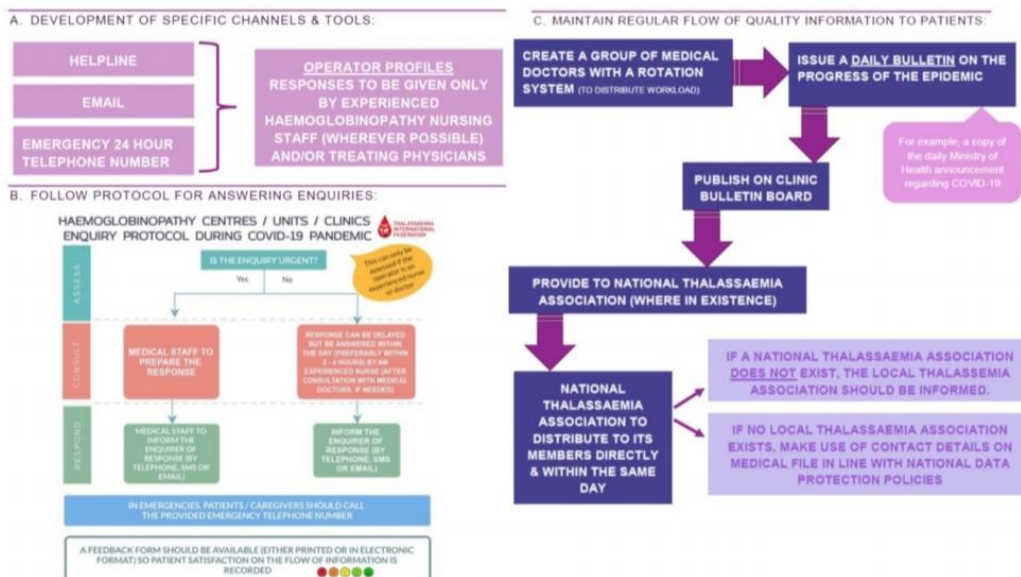 A. DEVELOPMENT OF SPECIFIC CHANNELS & TOOLS:
HELPLINE
EMAIL
EMERGENCY 24 HOUR
TELEPHONE NUMBER
OPERATOR PROFILES
RESPONSES TO BE GIVEN ONLY
BY EXPERIENCED
HAEMOGLOBINOPATHY NURSING
STAFF (WHEREVER POSSIBLE)
AND/OR TREATING PHYSICIANS
B. FOLLOW PROTOCOL FOR ANSWERING ENQUIRIES:
HAEMOGLOBINOPATHY CENTRES / UNITS / CLINICS
ENQUIRY PROTOCOL DURING COVID-19 PANDEMIC
THALASSAEMIA
INTERNATIONAL
FEDERATION
ASSESS
IS THE ENQUIRY URGENT?
Yes
No
This can only be
assessed if the
operator is an
experienced nurse
or doctor
CONSULT
MEDICAL STAFF TO
PREPARE THE
RESPONSE
RESPONSE CAN BE DELAYED
BUT BE ANSWERED WITHIN
THE DAY (PREFERABLY WITHIN
2 - 4 HOURS) BY AN
EXPERIENCED NURSE (AFTER
CONSULTATION WITH MEDICAL
DOCTORS, IF NEEDED)
RESPOND
MEDICAL STAFF TO
INFORM THE
ENQUIRER OF
RESPONSE (BY
TELEPHONE, SMS OR
EMAIL)
INFORM THE
ENQUIRER OF
RESPONSE (BY
TELEPHONE, SMS
OR EMAIL)
IN EMERGENCIES, PATIENTS / CAREGIVERS SHOULD CALL
THE PROVIDED EMERGENCY TELEPHONE NUMBER
A FEEDBACK FORM SHOULD BE AVAILABLE (EITHER PRINTED OR IN ELECTRONIC
FORMAT) SO PATIENT SATISFACTION ON THE FLOW OF INFORMATION IS
RECORDED
C. MAINTAIN REGULAR FLOW OF QUALITY INFORMATION TO PATIENTS:
CREATE A GROUP OF MEDICAL
DOCTORS WITH A ROTATION
SYSTEM (TO DISTRIBUTE WORKLOAD)
ISSUE A DAILY BULLETIN ON THE
PROGRESS OF THE EPIDEMIC
For example, a copy of
the daily Ministry of
Health announcement
regarding COVID-19
PUBLISH ON CLINIC
BULLETIN BOARD
PROVIDE TO NATIONAL THALASSAEMIA
ASSOCIATION (WHERE IN EXISTENCE)
NATIONAL
THALASSAEMIA
ASSOCIATION TO
DISTRIBUTE TO ITS
MEMBERS DIRECTLY
& WITHIN THE SAME
DAY
IF A NATIONAL THALASSAEMIA ASSOCIATION
DOES NOT EXIST, THE LOCAL THALASSEMIA
ASSOCIATION SHOULD BE INFORMED.
IF NO LOCAL THALASSAEMIA ASSOCIATION
EXISTS, MAKE USE OF CONTACT DETAILS ON
MEDICAL FILE IN LINE WITH NATIONAL DATA
PROTECTION POLICIES